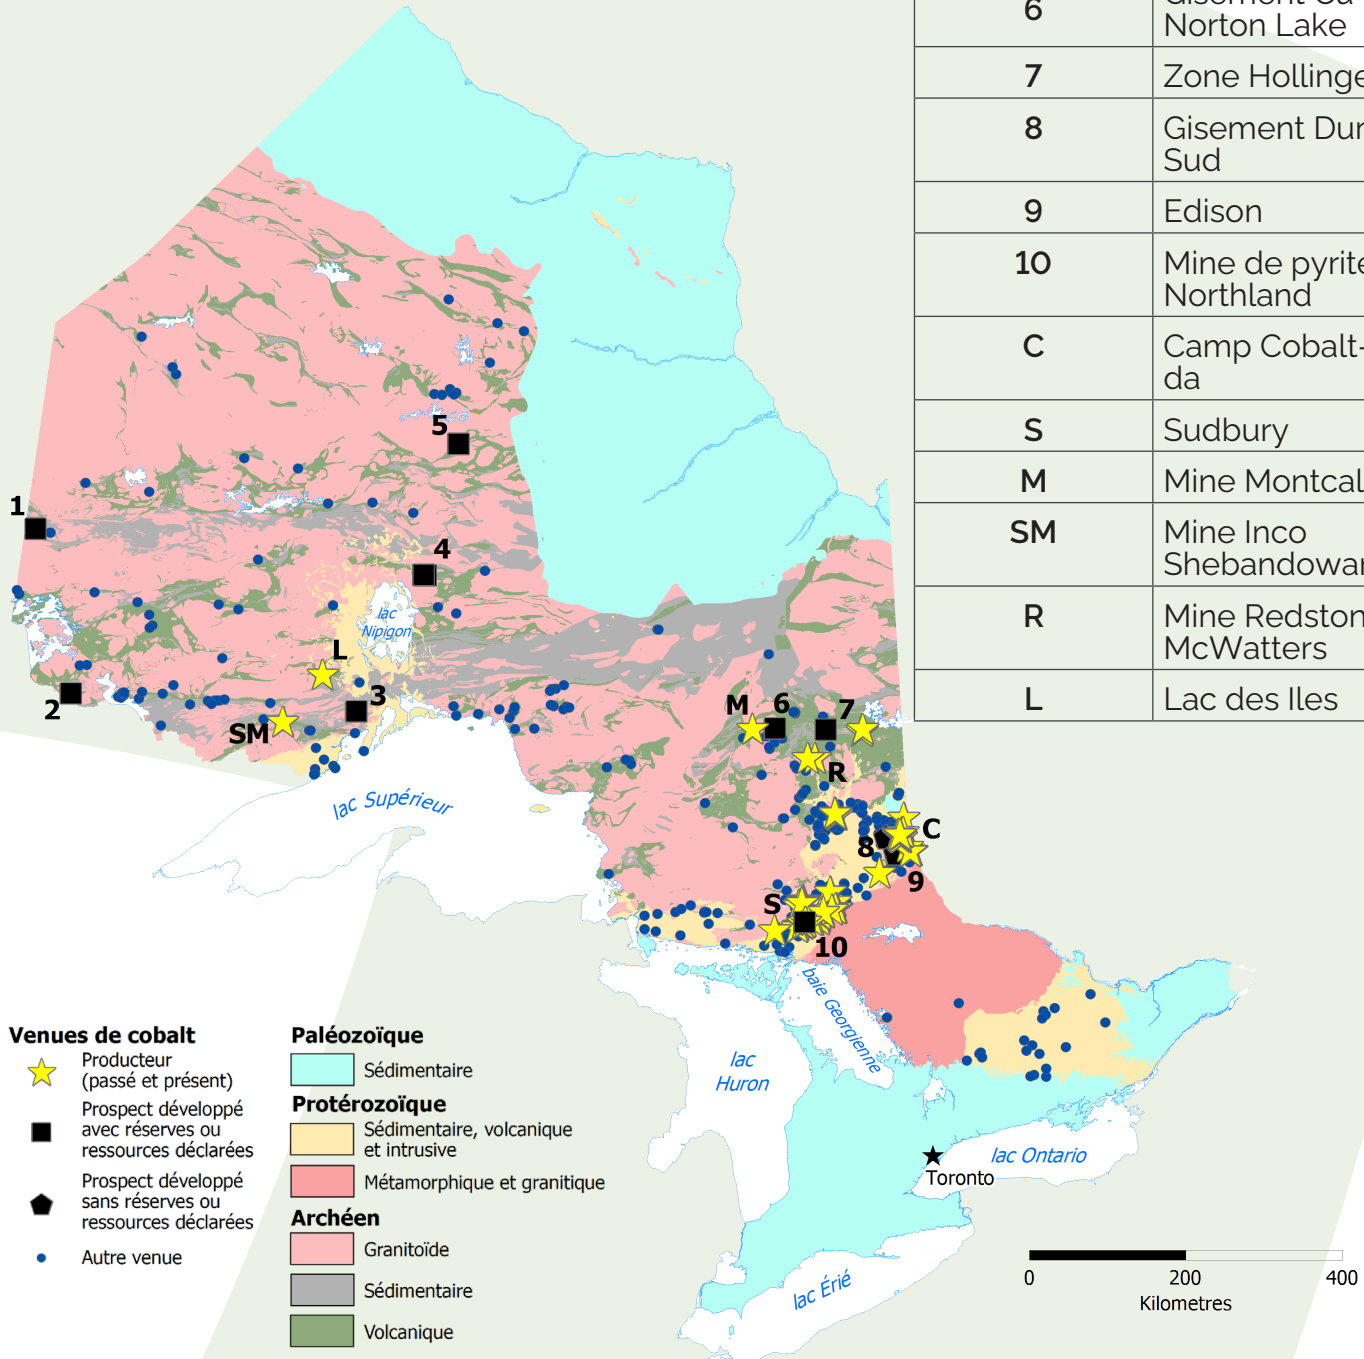 6
Norton Lake
7
Zone Hollinge
8
Gisement Dur
Sud
9
Edison
10
Mine de pyrite
Northland
C
Camp Cobalt-
da
S
Sudbury
M
Mine Montcal
SM
Mine Inco
Shebandowar
R
Mine Redston
McWatters
L
Lac des Iles
5
1
4
lac
Nipigon
L
3
2
SM
M
6
7
R
lac Supérieur
C
8
9
S
10
baie Georgienne
lac
Huron
lac Ontario
Toronto
lac Érié
0
200
400
Kilometres
Venues de cobalt
Producteur
(passé et présent)
Prospect développé
avec réserves ou
ressources déclarées
Prospect développé
sans réserves ou
ressources déclarées
Autre venue
Paléozoïque
Sédimentaire
Protérozoïque
Sédimentaire, volcanique
et intrusive
Métamorphique et granitique
Archéen
Granitoïde
Sédimentaire
Volcanique